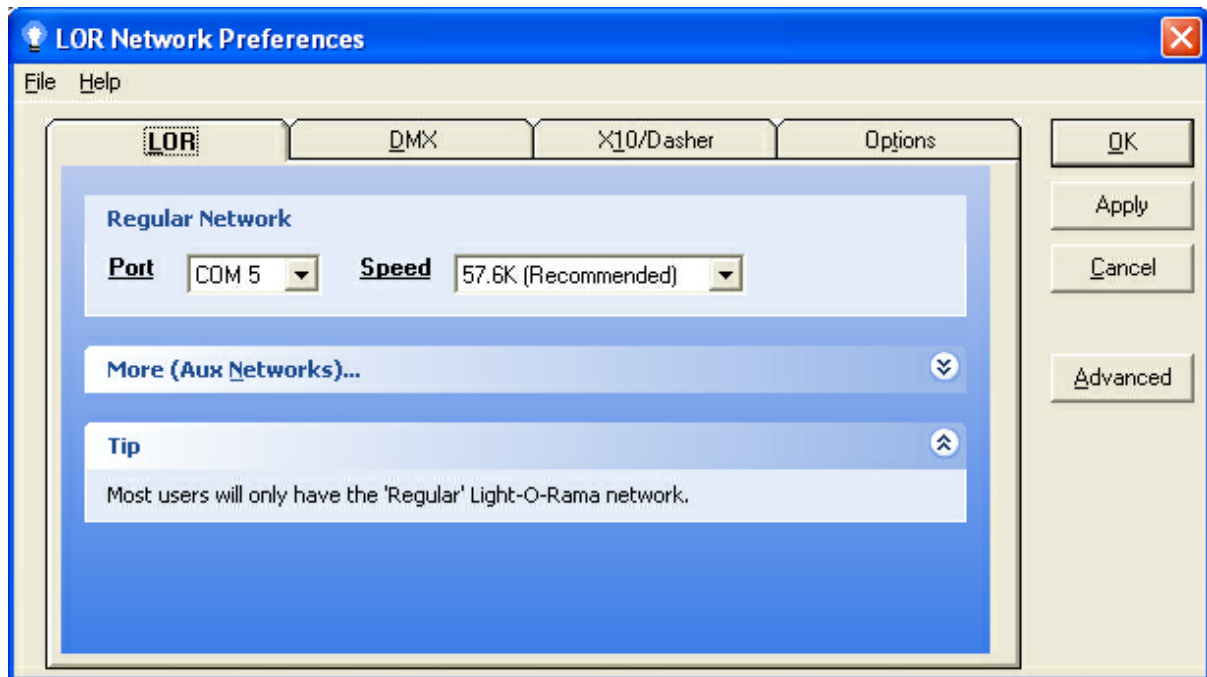 LOR Network Preferences
File Help
LOR DMX X10/Dasher Options
OK
Apply
Cancel
Advanced
Regular Network
Port COM 5 Speed 57.6K (Recommended)
More (Aux Networks)...
Tip
Most users will only have the 'Regular' Light-O-Rama network.